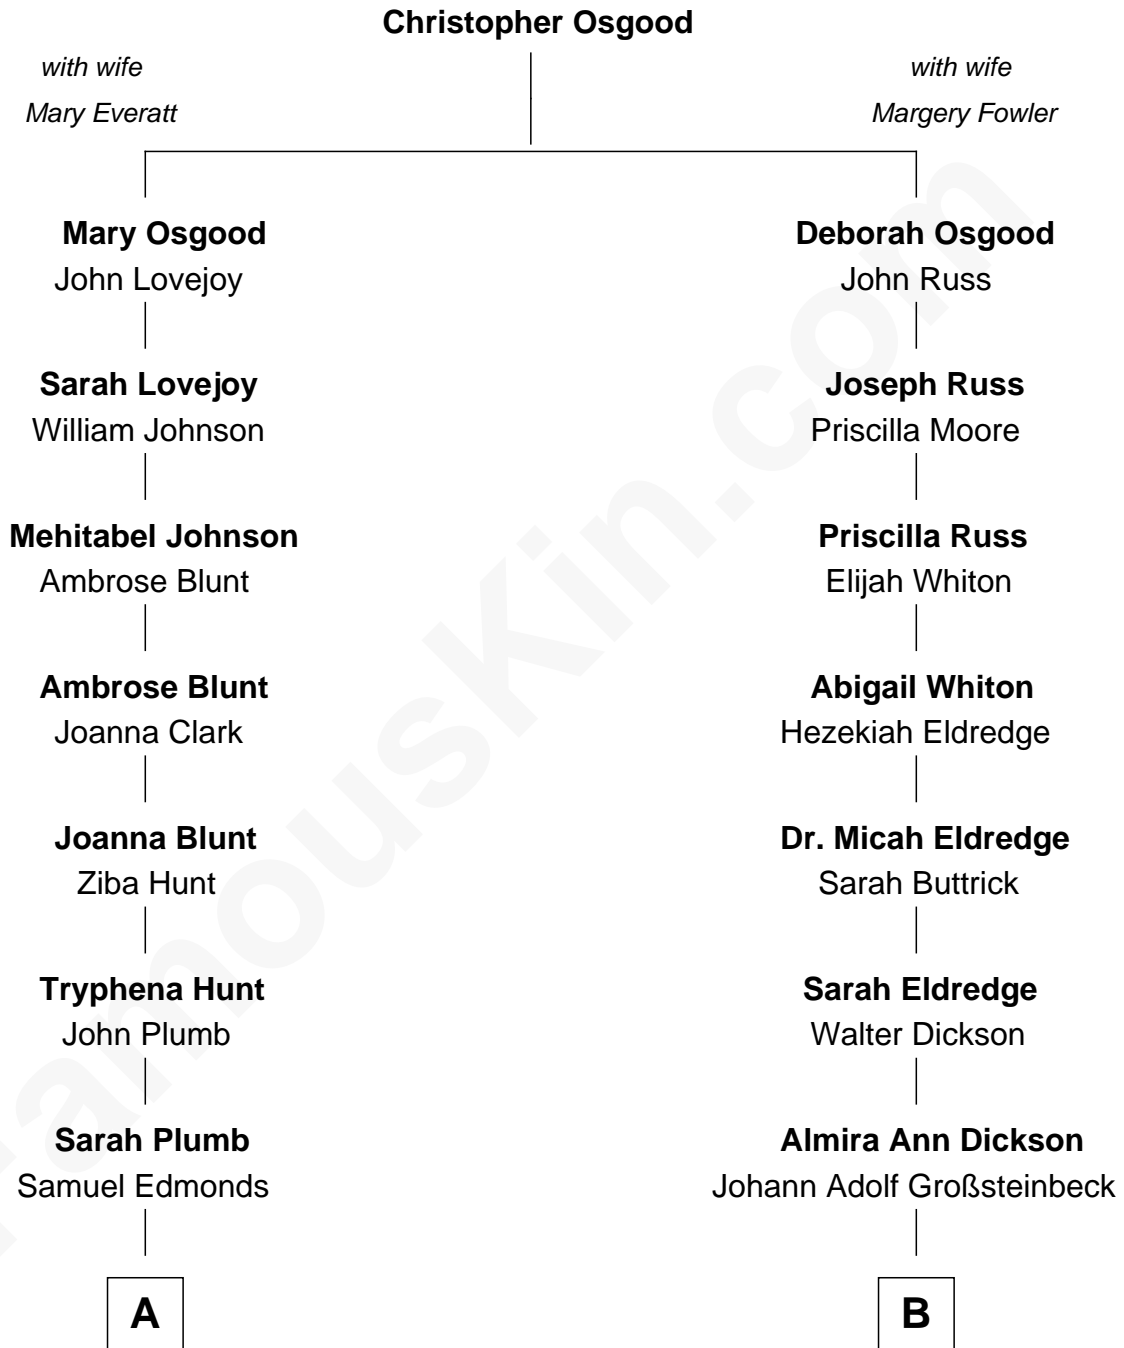 Christopher Osgood
with wife
Mary Everatt
with wife
Margery Fowler
Mary Osgood
John Lovejoy
Deborah Osgood
John Russ
Sarah Lovejoy
William Johnson
Joseph Russ
Priscilla Moore
Mehitabel Johnson
Ambrose Blunt
Priscilla Russ
Elijah Whiton
Ambrose Blunt
Joanna Clark
Abigail Whiton
Hezekiah Eldredge
Joanna Blunt
Ziba Hunt
Dr. Micah Eldredge
Sarah Buttrick
Tryphena Hunt
John Plumb
Sarah Eldredge
Walter Dickson
Sarah Plumb
Samuel Edmonds
Almira Ann Dickson
Johann Adolf Großsteinbeck
A
B
FamousKin.com